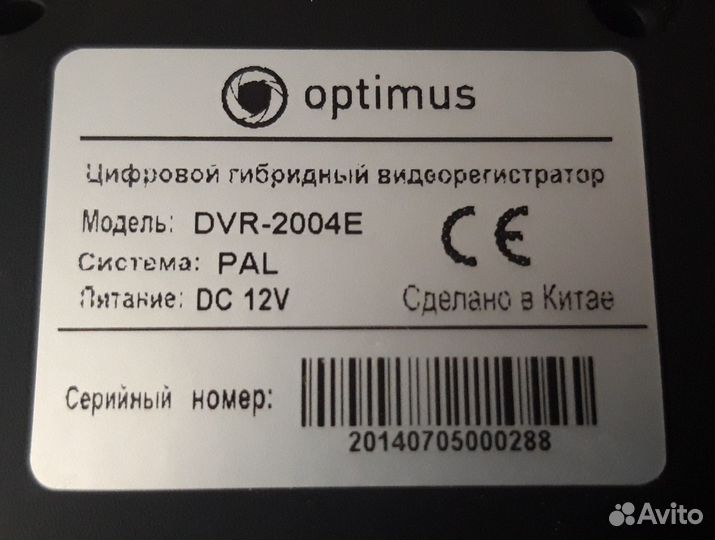 optimus
Цифровой гибридный видеорегистратор
Модель: DVR-2004E
Система: PAL
Питание: DC 12V
CE
Сделано в Китае
Серийный номер:
20140705000288
Avito